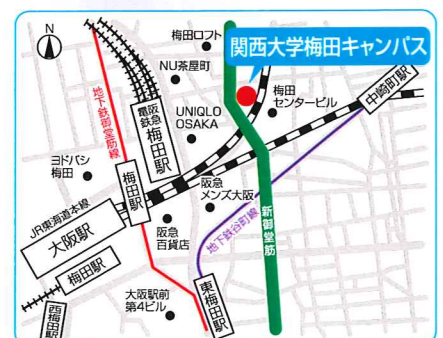 N
梅田ロフト
関西大学梅田キャンパス
NU茶屋町
阪急電鉄
梅田駅
地下鉄御堂筋線
UNIQLO
OSAKA
梅田
センタービル
中崎町駅
ヨドバシ
梅田
梅田駅
阪急
メンズ大阪
JR東海道本線
大阪駅
阪急
百貨店
地下鉄谷町線
新御堂筋
梅田駅
西梅田駅
大阪駅前
第4ビル
東梅田駅